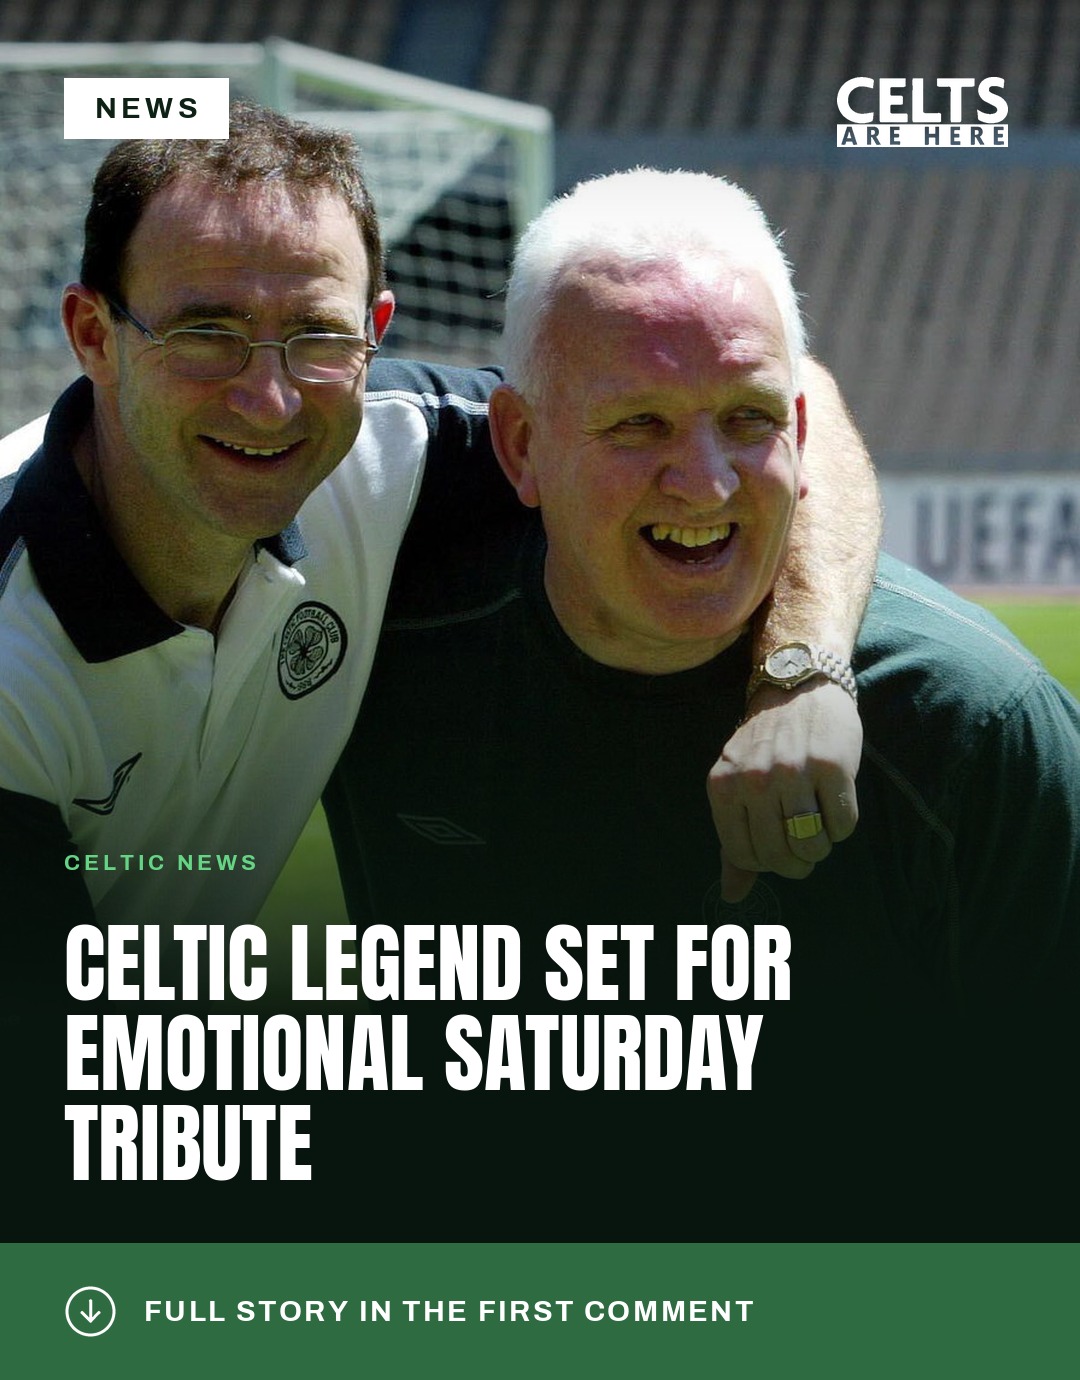 NEWS
CELTS
ARE HERE
UEFA
CELTIC NEWS
CELTIC LEGEND SET FOR
EMOTIONAL SATURDAY
TRIBUTE
FULL STORY IN THE FIRST COMMENT